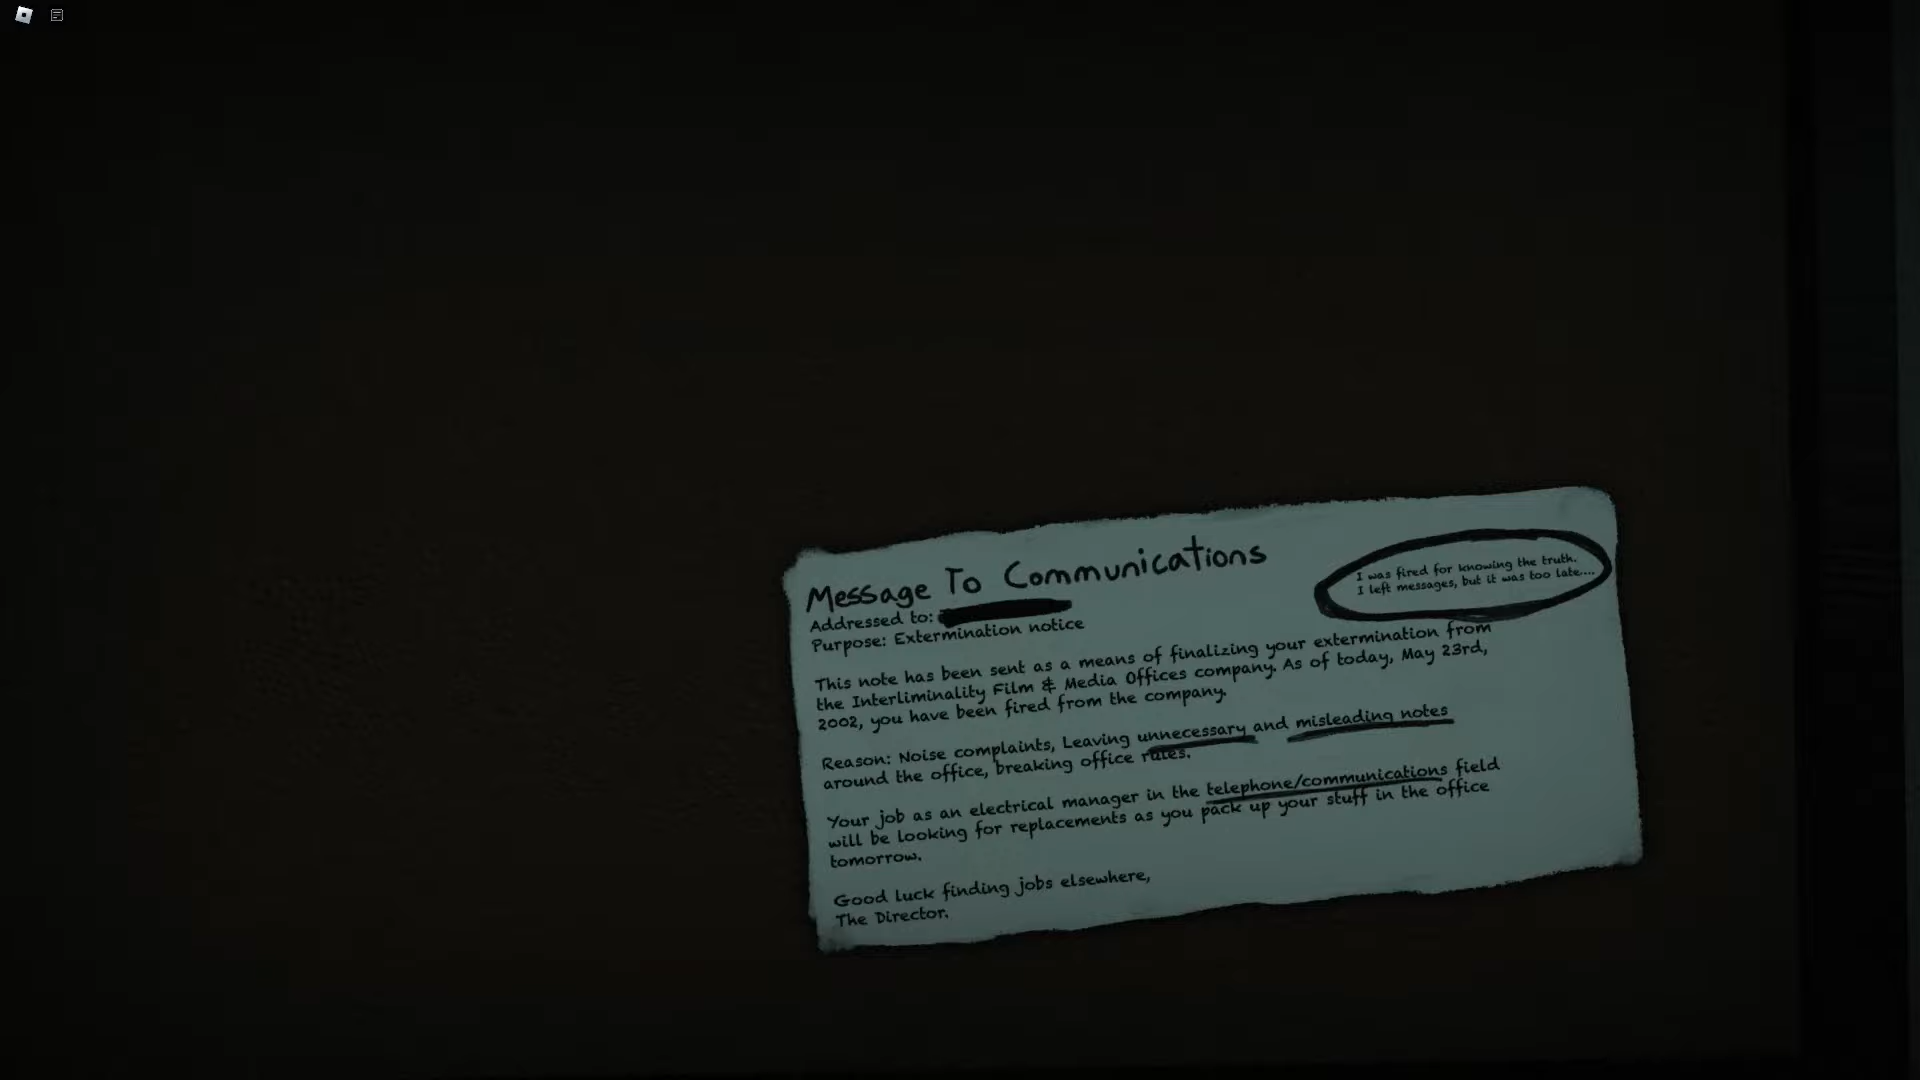 Message To Communications
I was fired for knowing the truth.
I left messages, but it was too late....
Addressed to:
Purpose: Extermination notice
This note has been sent as a means of finalizing your extermination from
the Interliminality Film & Media Offices company. As of today, May 23rd,
2002, you have been fired from the company.
Reason: Noise complaints, Leaving unnecessary and misleading notes
around the office, breaking office rules.
Your job as an electrical manager in the telephone/communications field
will be looking for replacements as you pack up your stuff in the office
tomorrow.
Good luck finding jobs elsewhere,
The Director.